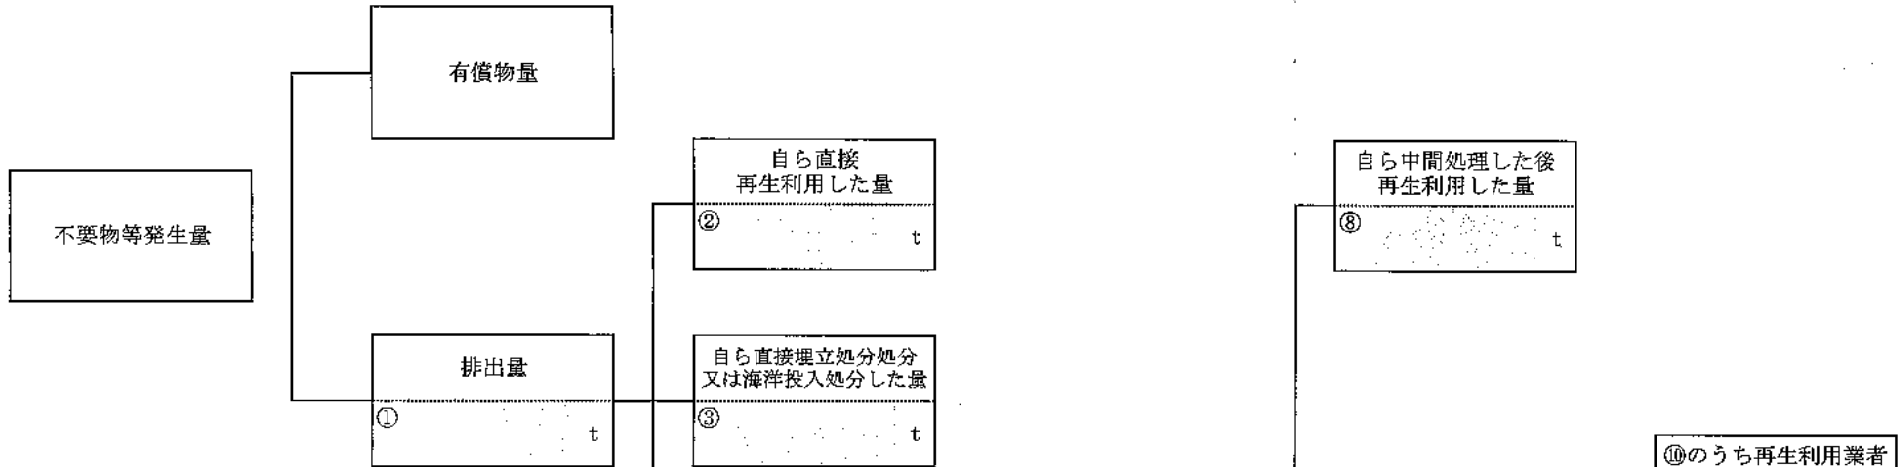 有償物量
不要物等発生量
排出量
①
t
自ら直接
再生利用した量
②
t
自ら直接埋立処分処分
又は海洋投入処分した量
③
t
自ら中間処理した後
再生利用した量
⑧
t
⑩のうち再生利用業者